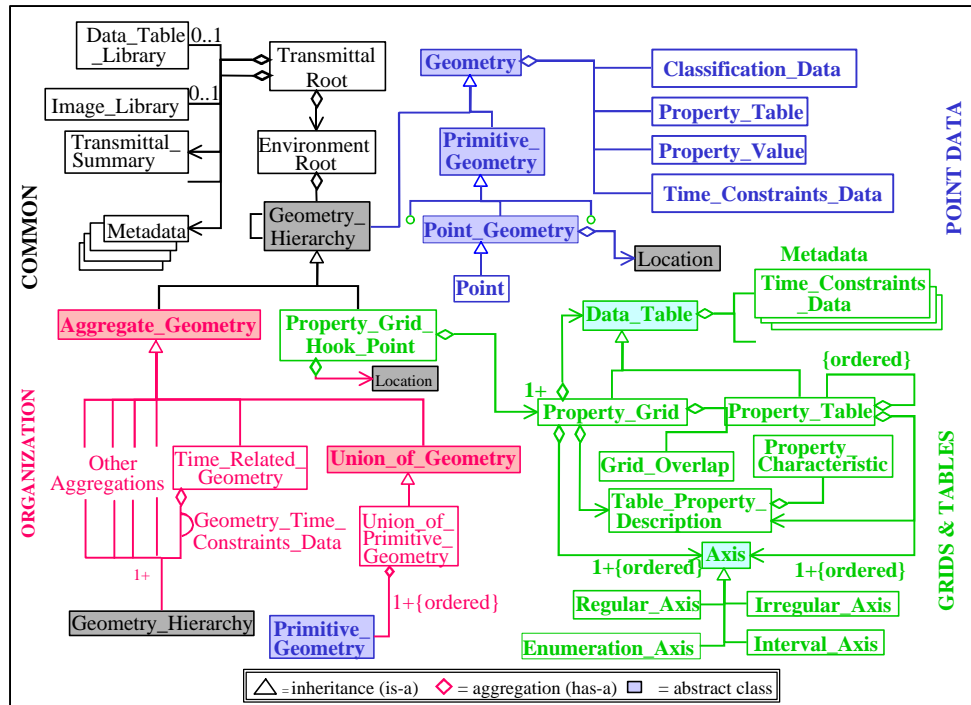 Data_Table
_Library
0..1
Transmittal
Root
Geometry
Classification_Data
Image_Library
0..1
Property_Table
Transmittal_
Summary
Environment
Root
Primitive_
Geometry
Property_Value
Time_Constraints_Data
Metadata
Geometry_
Hierarchy
Point_Geometry
Location
Point
COMMON
POINT DATA
Metadata
Time_Constraints
_Data
Aggregate_Geometry
Property_Grid_
Hook_Point
Data_Table
{ordered}
Location
1+
Property_Grid
Property_Table
Other
Aggregations
Time_Related_
Geometry
Union_of_Geometry
Grid_Overlap
Property_
Characteristic
Geometry_Time_
Constraints_Data
Union_of_
Primitive_
Geometry
Table_Property_
Description
ORGANIZATION
GRIDS & TABLES
1+
1+{ordered}
Axis
1+{ordered}
1+{ordered}
Geometry_Hierarchy
Primitive_
Geometry
Regular_Axis
Irregular_Axis
Enumeration_Axis
Interval_Axis
=inheritance (is-a)
= aggregation (has-a)
= abstract class